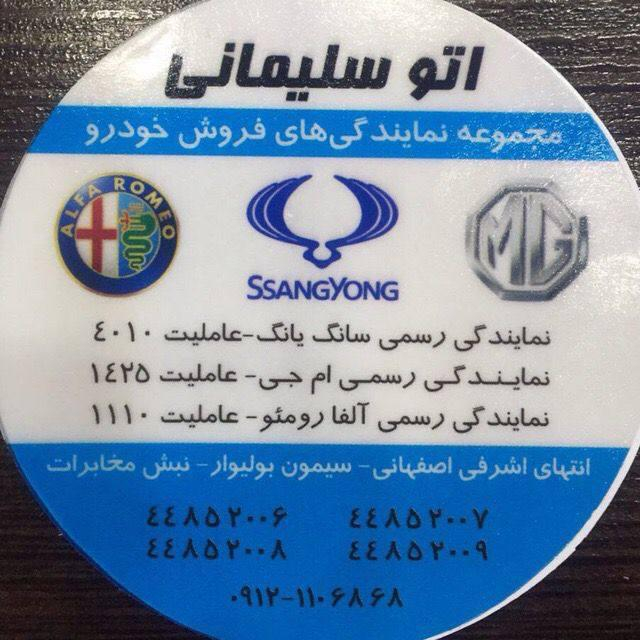 اتو سلیمانی
مجموعه نمایندگی‌های فروش خودرو
ALFA ROMEO
SSANGYONG
MG
نمایندگی رسمی سانگ یانگ-عاملیت ۴۰۱۰
نمایندگی رسمی ام جی- عاملیت ۱۴۲۵
نمایندگی رسمی آلفا رومئو- عاملیت ۱۱۱۰
انتهای اشرفی اصفهانی- سیمون بولیوار- نبش مخابرات
۴۴۸۵۲۰۰۶ ۴۴۸۵۲۰۰۷
۴۴۸۵۲۰۰۸ ۴۴۸۵۲۰۰۹
۰۹۱۲-۱۱۰۶۸۶۸